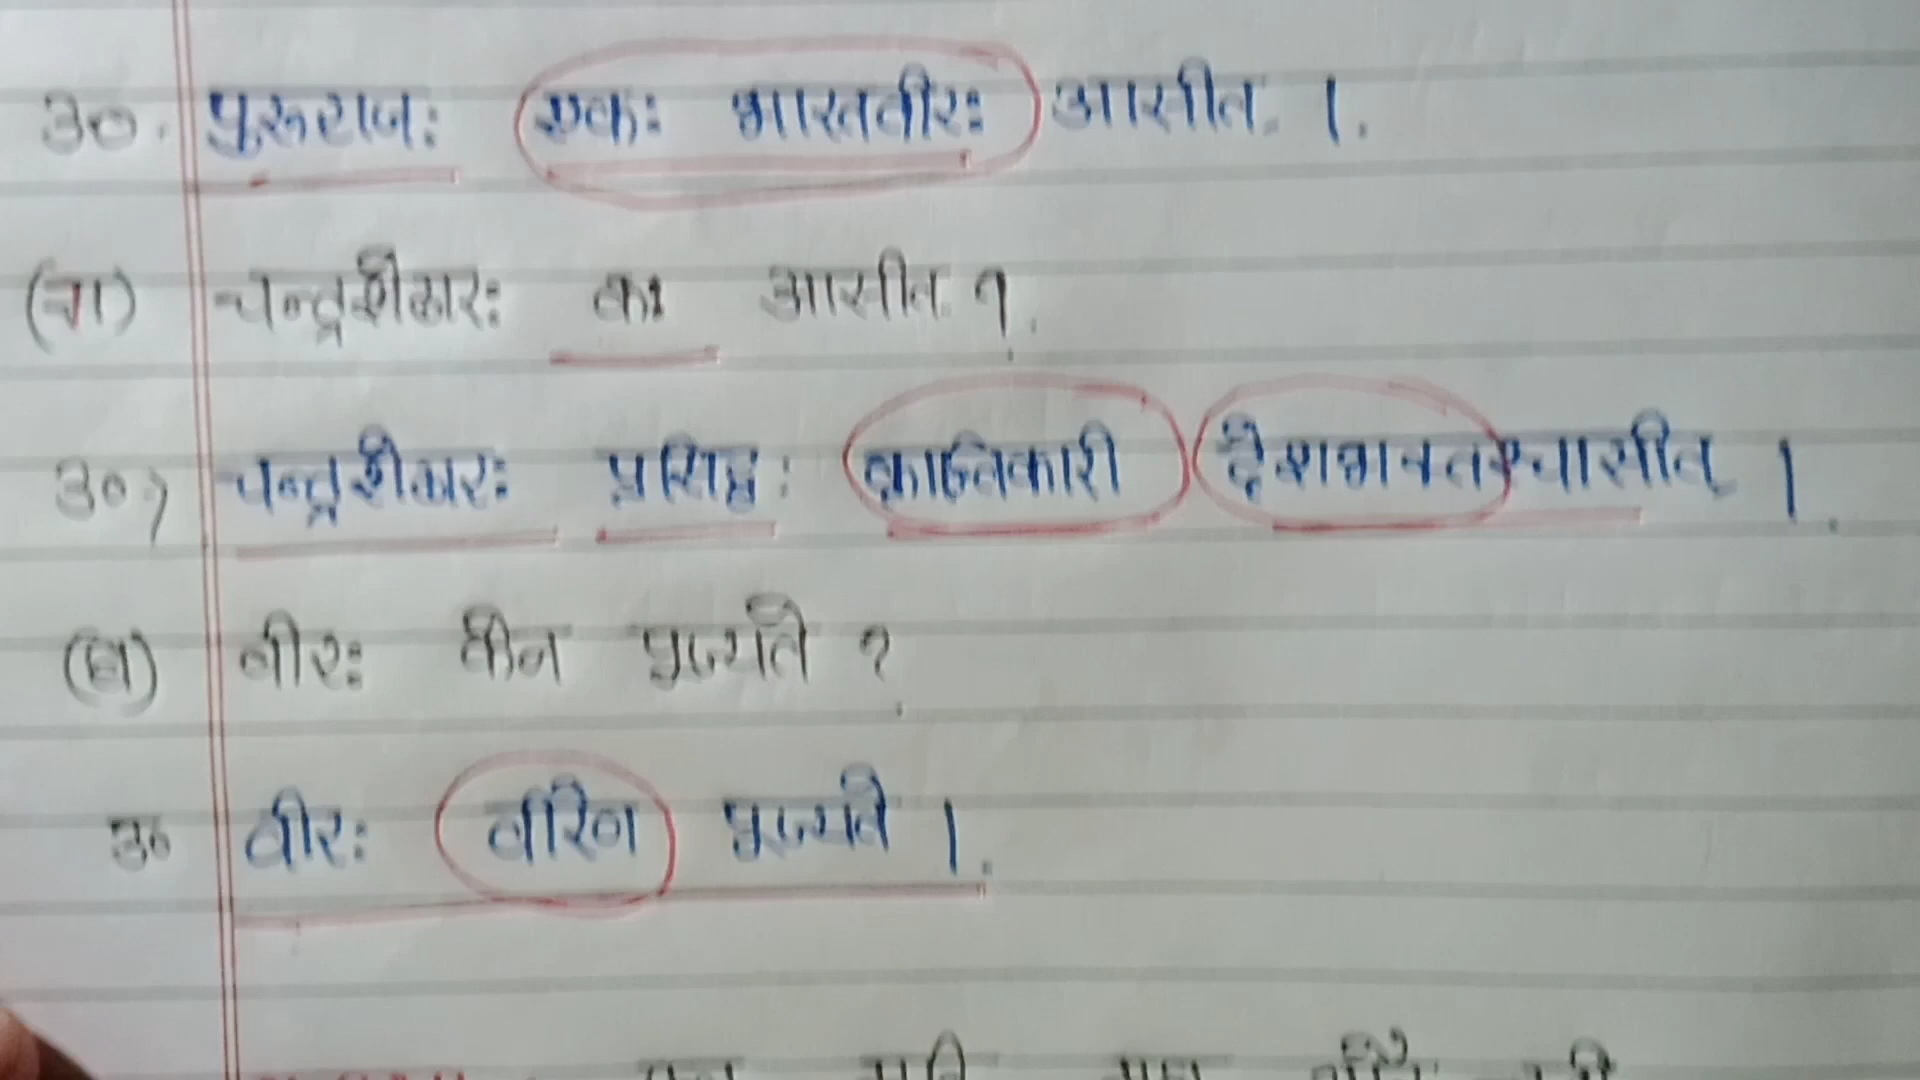 उ०. पुरुराजः एकः भारतवीरः आसीत् ।
(ग) चन्द्रशेखरः कः आसीत् ?
उ०) चन्द्रशेखरः प्रसिद्धः क्रान्तिकारी देशभक्तश्चासीत् ।
(घ) वीरः केन पूज्यते ?
उ० वीरः वीरेण पूज्यते ।